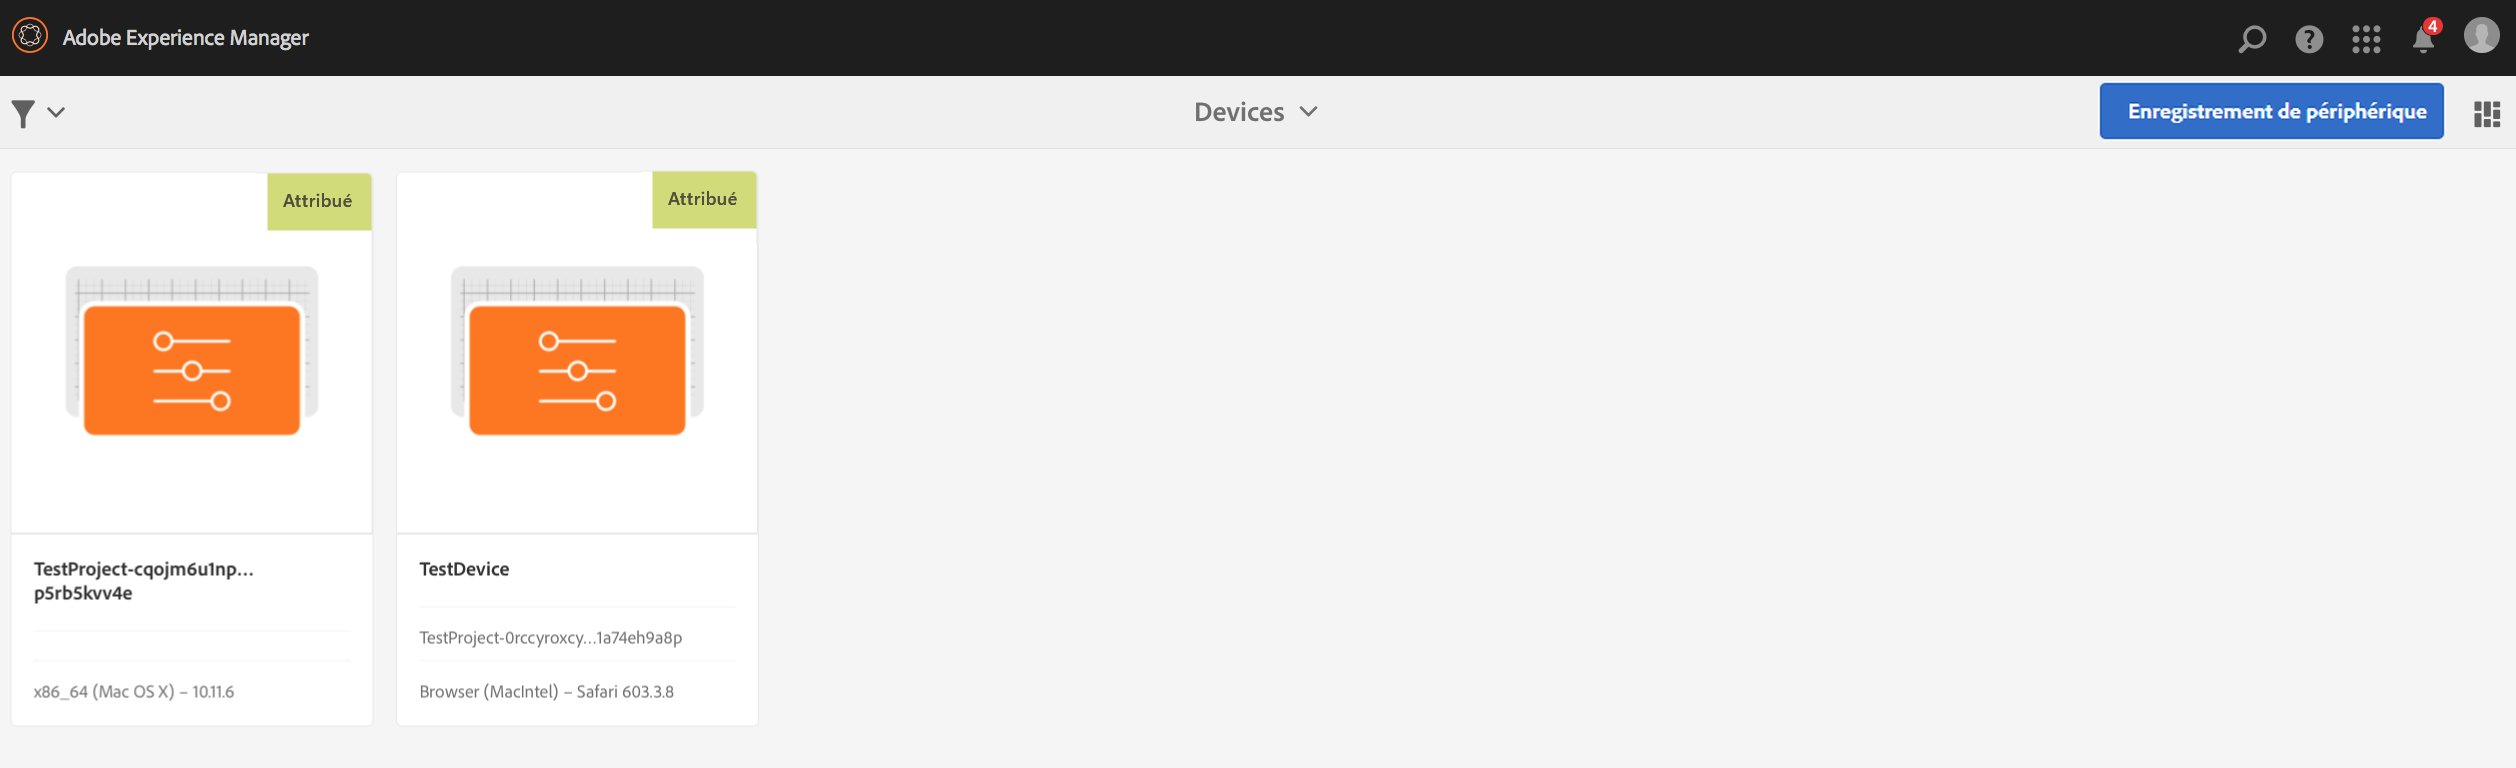 Adobe Experience Manager
?
4
Devices
Enregistrement de périphérique
Attribué
TestProject-cqojm6u1np...
p5rb5kvv4e
x86_64 (Mac OS X) – 10.11.6
Attribué
TestDevice
TestProject-0rccyroxcy...1a74eh9a8p
Browser (MacIntel) – Safari 603.3.8